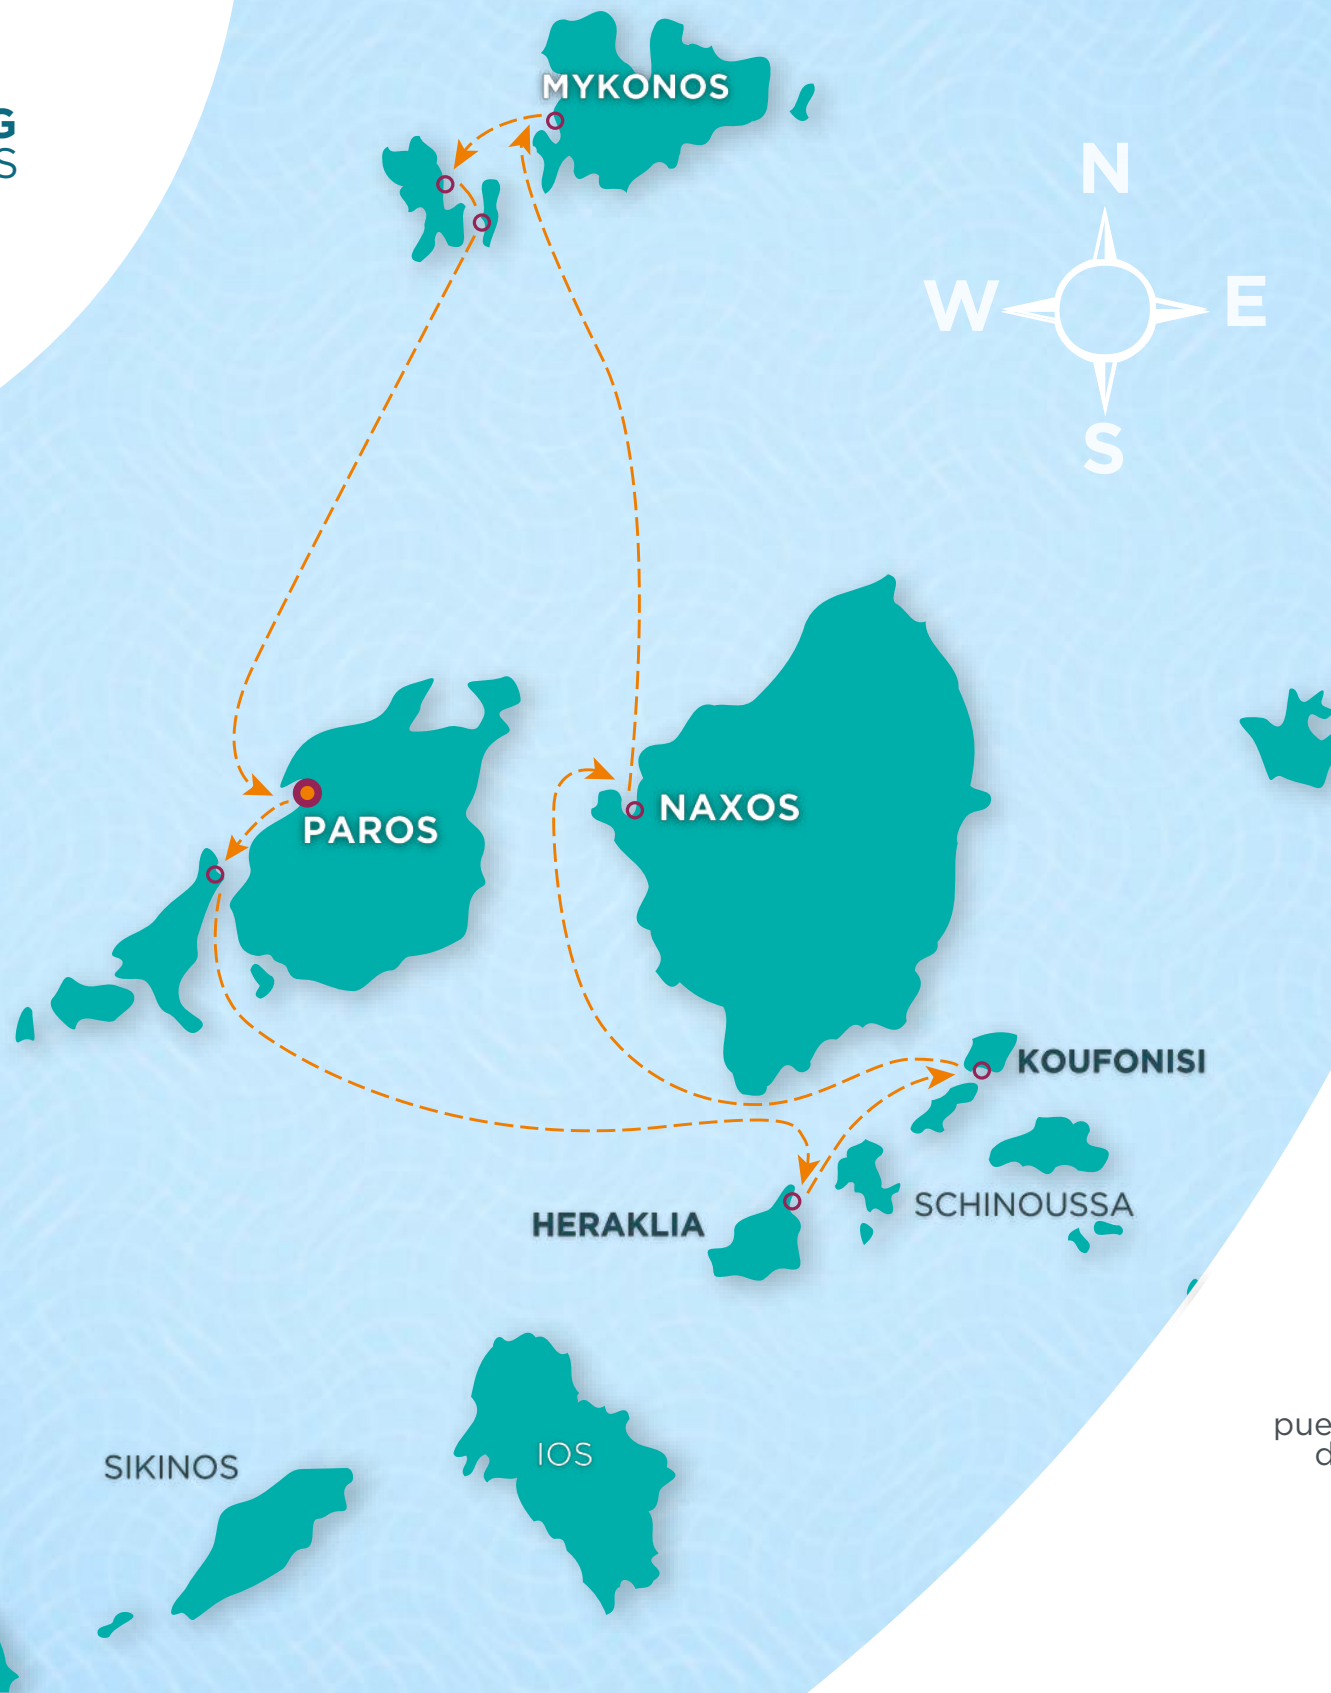 G
S
MYKONOS
N
W
E
S
NAXOS
PAROS
KOUFONISI
SCHINOUSSA
HERAKLIA
IOS
SIKINOS
pue
d